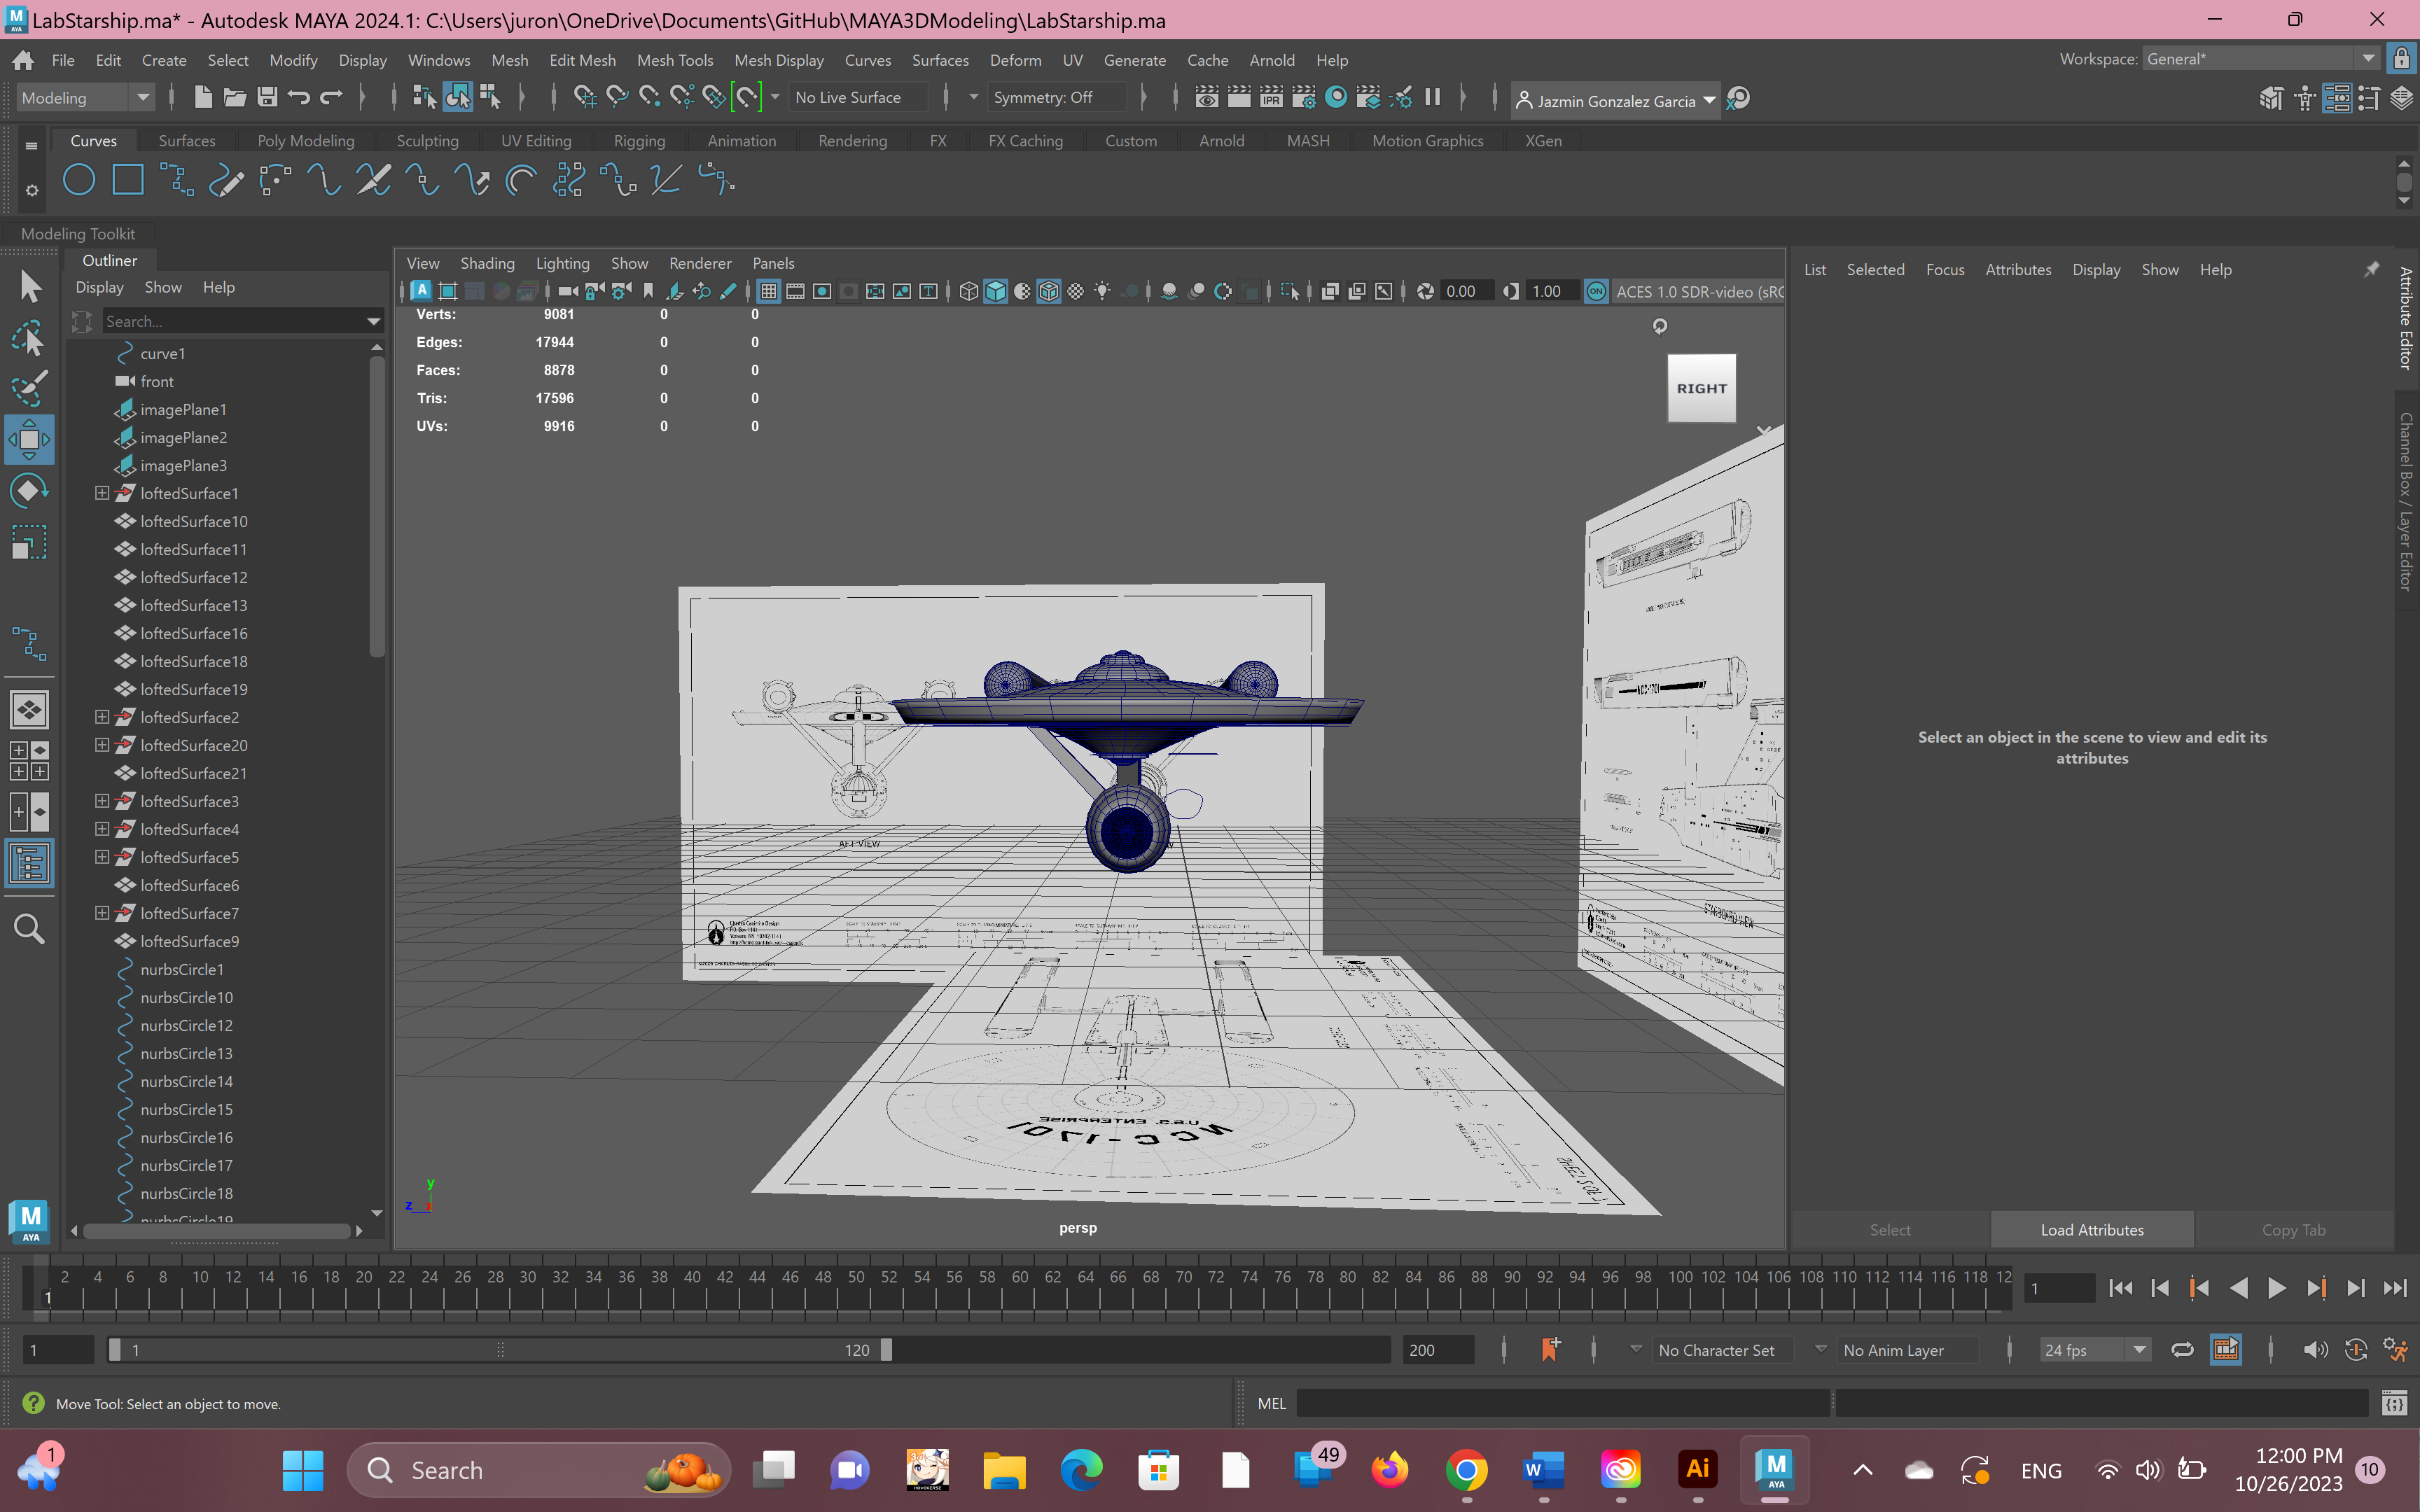 LabStarship.ma* - Autodesk MAYA 2024.1: C:\Users\juron\OneDrive\Documents\GitHub\MAYA3DModeling\LabStarship.ma
File Edit Create Select Modify Display Windows Mesh Edit Mesh Mesh Tools Mesh Display Curves Surfaces Deform UV Generate Cache Arnold Help
Workspace: General*
Modeling
No Live Surface
Symmetry: Off
IPR
Jazmin Gonzalez Garcia
Curves Surfaces Poly Modeling Sculpting UV Editing Rigging Animation Rendering FX FX Caching Custom Arnold MASH Motion Graphics XGen
Modeling Toolkit
Outliner
Display Show Help
Search...
curve1
front
imagePlane1
imagePlane2
imagePlane3
loftedSurface1
loftedSurface10
loftedSurface11
loftedSurface12
loftedSurface13
loftedSurface16
loftedSurface18
loftedSurface19
loftedSurface2
loftedSurface20
loftedSurface21
loftedSurface3
loftedSurface4
loftedSurface5
loftedSurface6
loftedSurface7
loftedSurface9
nurbsCircle1
nurbsCircle10
nurbsCircle12
nurbsCircle13
nurbsCircle14
nurbsCircle15
nurbsCircle16
nurbsCircle17
nurbsCircle18
nurbsCircle19
View Shading Lighting Show Renderer Panels
0.00
1.00
ON
ACES 1.0 SDR-video (sRG
Verts: 9081 0 0
Edges: 17944 0 0
Faces: 8878 0 0
Tris: 17596 0 0
UVs: 9916 0 0
RIGHT
AFT VIEW
U.S.S. ENTERPRISE
NCC-1701
y
z
persp
List Selected Focus Attributes Display Show Help
Attribute Editor
Channel Box / Layer Editor
Select an object in the scene to view and edit its
attributes
Select
Load Attributes
Copy Tab
2 4 6 8 10 12 14 16 18 20 22 24 26 28 30 32 34 36 38 40 42 44 46 48 50 52 54 56 58 60 62 64 66 68 70 72 74 76 78 80 82 84 86 88 90 92 94 96 98 100 102 104 106 108 110 112 114 116 118 12
1
1
1
1
120
200
No Character Set
No Anim Layer
24 fps
Move Tool: Select an object to move.
MEL
M
AYA
1
Search
49
W
Ai
M
AYA
ENG
12:00 PM
10/26/2023
10